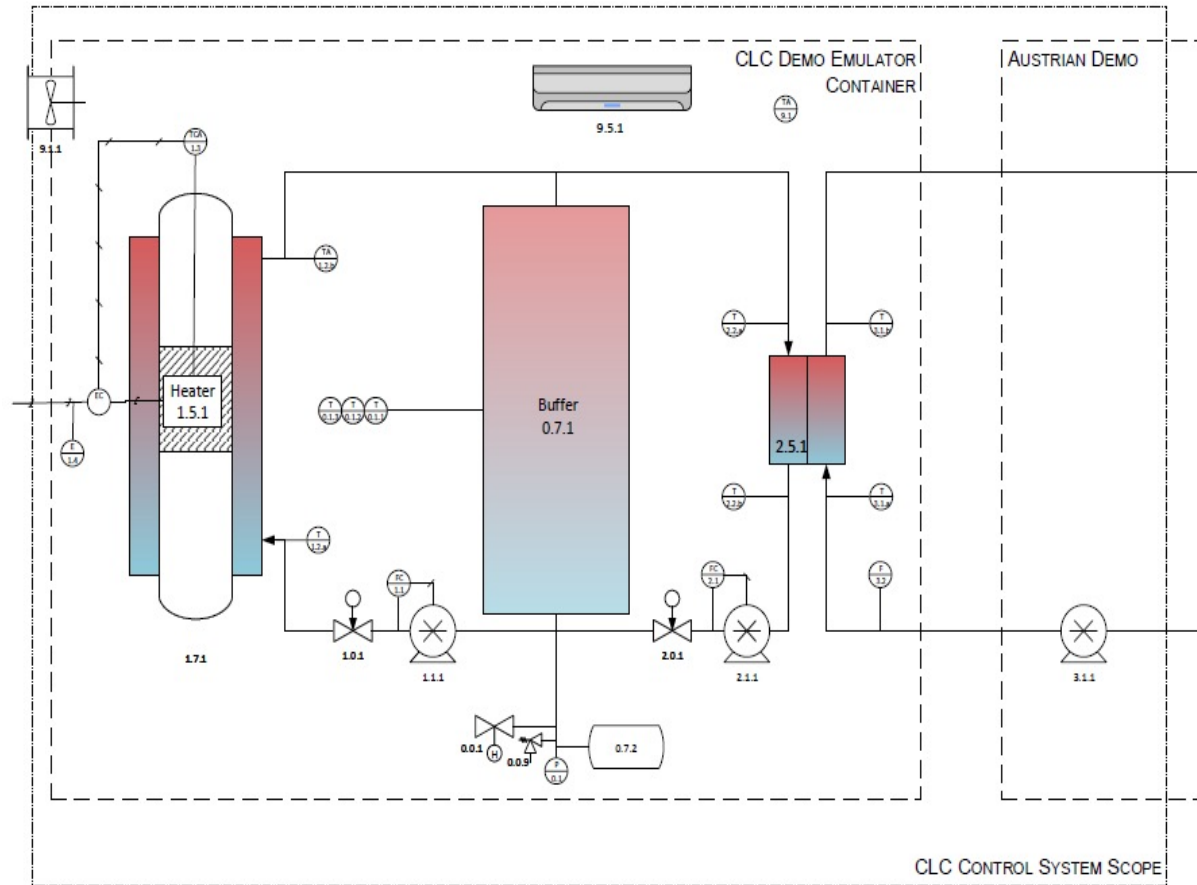 CLC DEMO EMULATOR
CONTAINER
AUSTRIAN DEMO
9.1.1
9.5.1
TA
9.1
TCA
1.3
TA
1.2.b
Heater
1.5.1
EC
E
1.4
T
T
T
0.1.3
0.1.2
0.1.1
Buffer
0.7.1
T
2.2.a
T
3.1.b
2.5.1
T
2.2.b
T
3.1.a
T
1.2.a
FC
1.1
FC
2.1
F
3.2
1.0.1
1.1.1
2.0.1
2.1.1
3.1.1
1.7.1
0.0.1
H
0.0.9
P
0.1
0.7.2
CLC CONTROL SYSTEM SCOPE